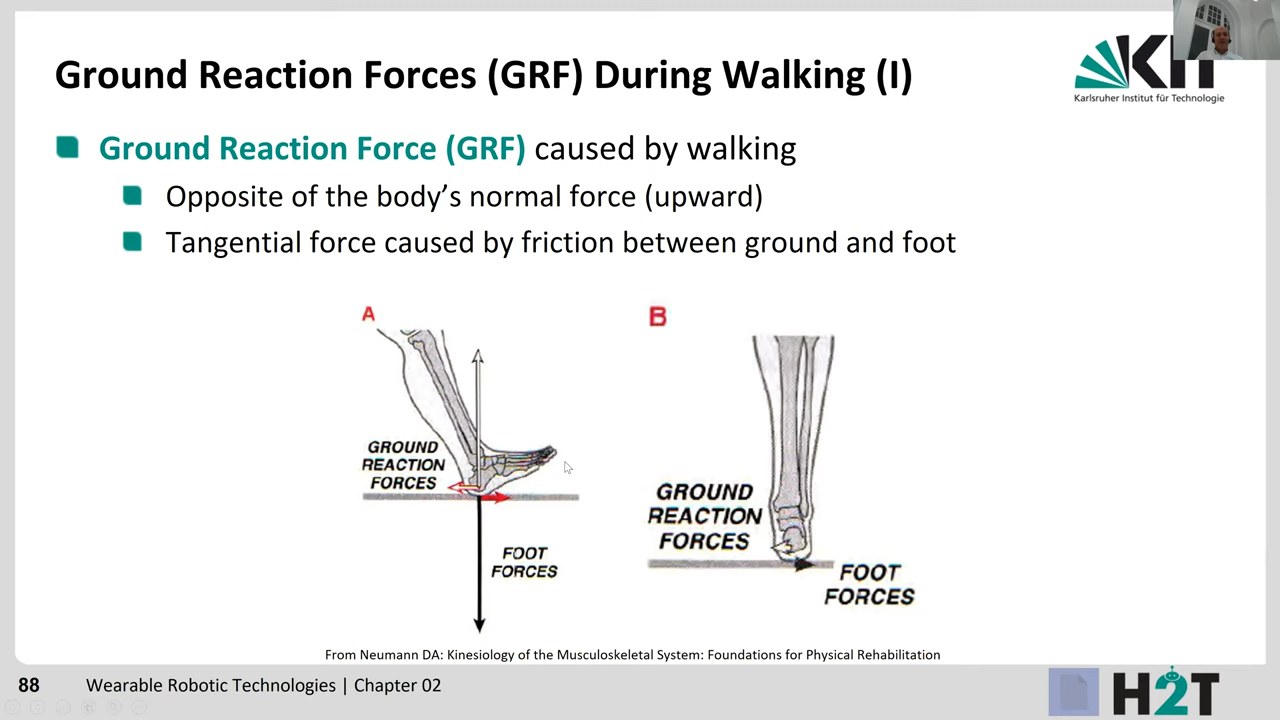 Ground Reaction Forces (GRF) During Walking (I)
KIT
Karlsruher Institut für Technologie
Ground Reaction Force (GRF) caused by walking
Opposite of the body’s normal force (upward)
Tangential force caused by friction between ground and foot
A
GROUND
REACTION
FORCES
FOOT
FORCES
B
GROUND
REACTION
FORCES
FOOT
FORCES
From Neumann DA: Kinesiology of the Musculoskeletal System: Foundations for Physical Rehabilitation
88
Wearable Robotic Technologies | Chapter 02
H2T